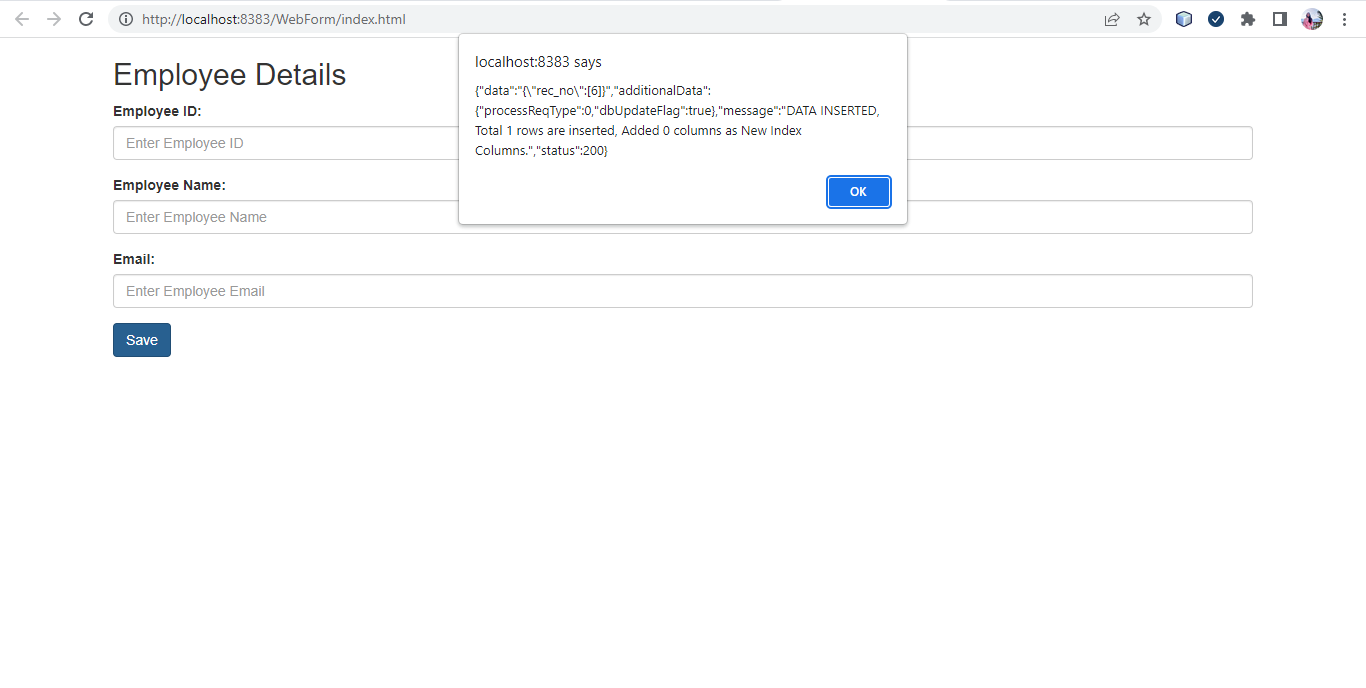 http://localhost:8383/WebForm/index.html
localhost:8383 says
{"data":"{\"rec_no\":[6]}","additionalData":
{"processReqType":0,"dbUpdateFlag":true},"message":"DATA INSERTED,
Total 1 rows are inserted, Added 0 columns as New Index
Columns.","status":200}
OK
Employee Details
Employee ID:
Enter Employee ID
Employee Name:
Enter Employee Name
Email:
Enter Employee Email
Save